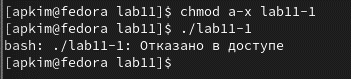 [apkim@fedora lab11]$ chmod a-x lab11-1
[apkim@fedora lab11]$ ./lab11-1
bash: ./lab11-1: Отказано в доступе
[apkim@fedora lab11]$